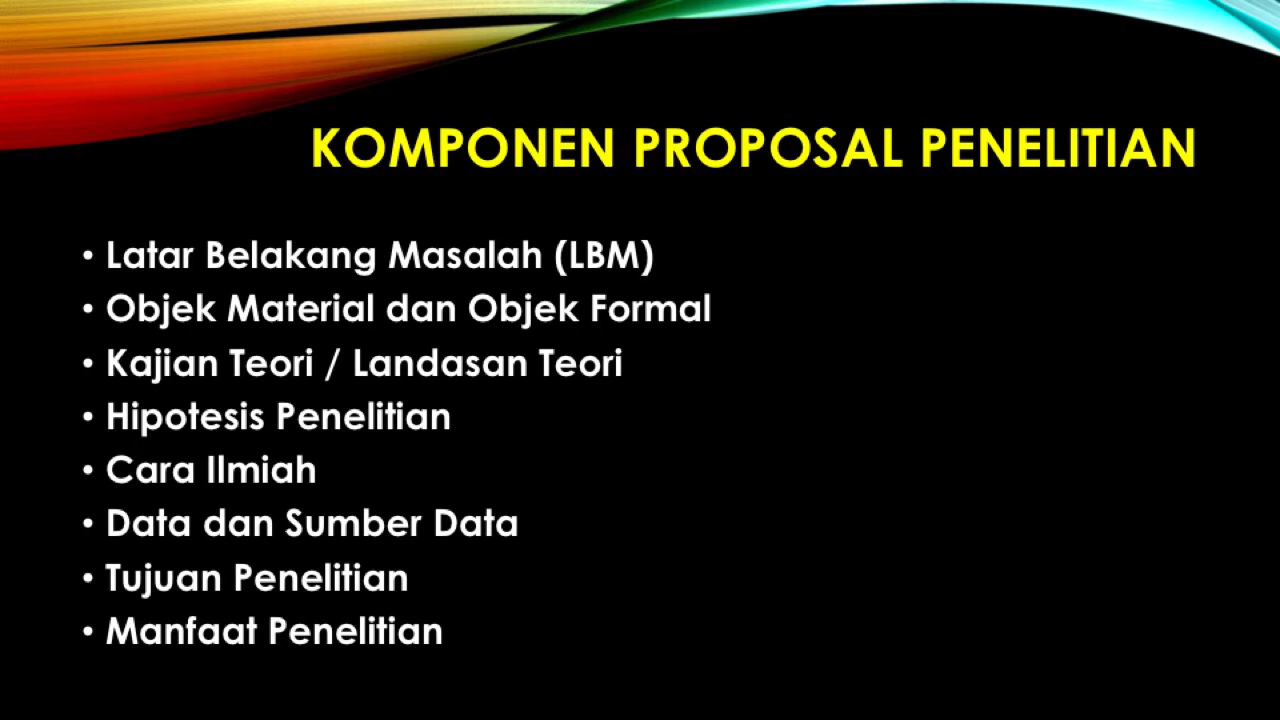 KOMPONEN PROPOSAL PENELITIAN
• Latar Belakang Masalah (LBM)
• Objek Material dan Objek Formal
• Kajian Teori / Landasan Teori
• Hipotesis Penelitian
• Cara Ilmiah
• Data dan Sumber Data
• Tujuan Penelitian
• Manfaat Penelitian